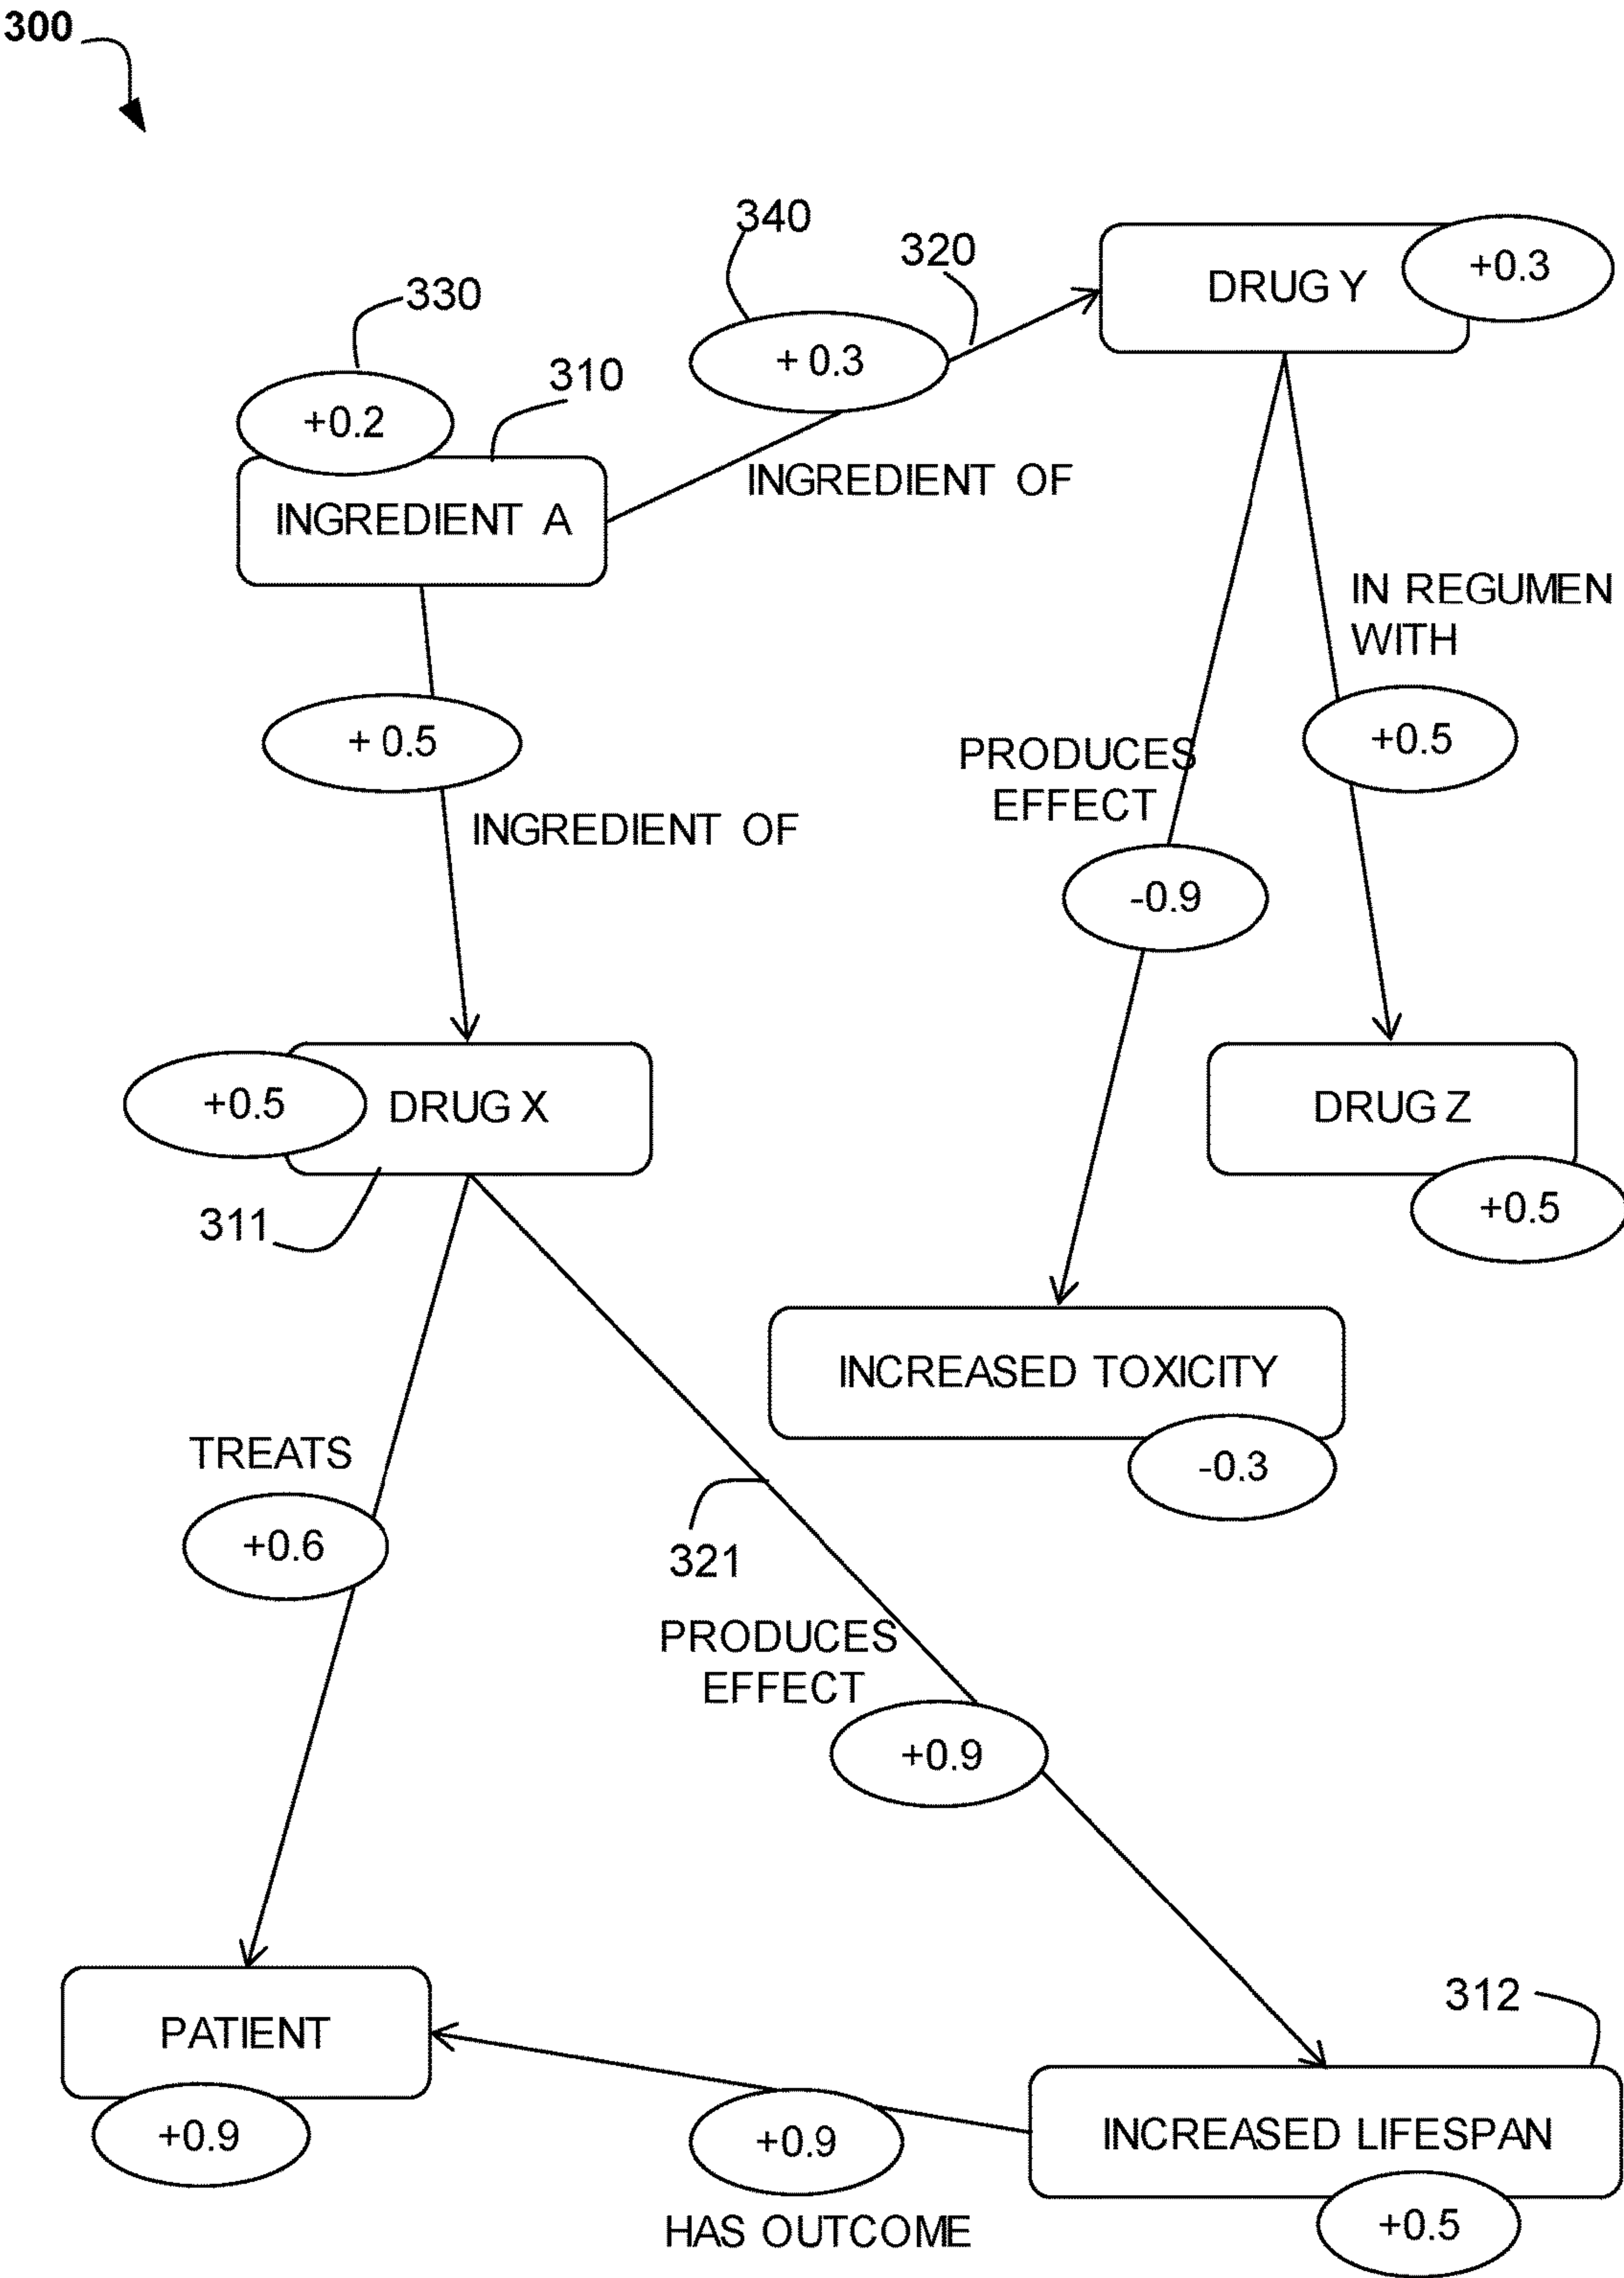 300
340
320
DRUG Y
+0.3
330
+ 0.3
310
+0.2
INGREDIENT OF
INGREDIENT A
IN REGUMEN
WITH
+ 0.5
+0.5
PRODUCES
EFFECT
INGREDIENT OF
-0.9
+0.5
DRUG X
DRUG Z
+0.5
311
INCREASED TOXICITY
-0.3
TREATS
+0.6
321
PRODUCES
EFFECT
+0.9
312
PATIENT
+0.9
+0.9
INCREASED LIFESPAN
HAS OUTCOME
+0.5